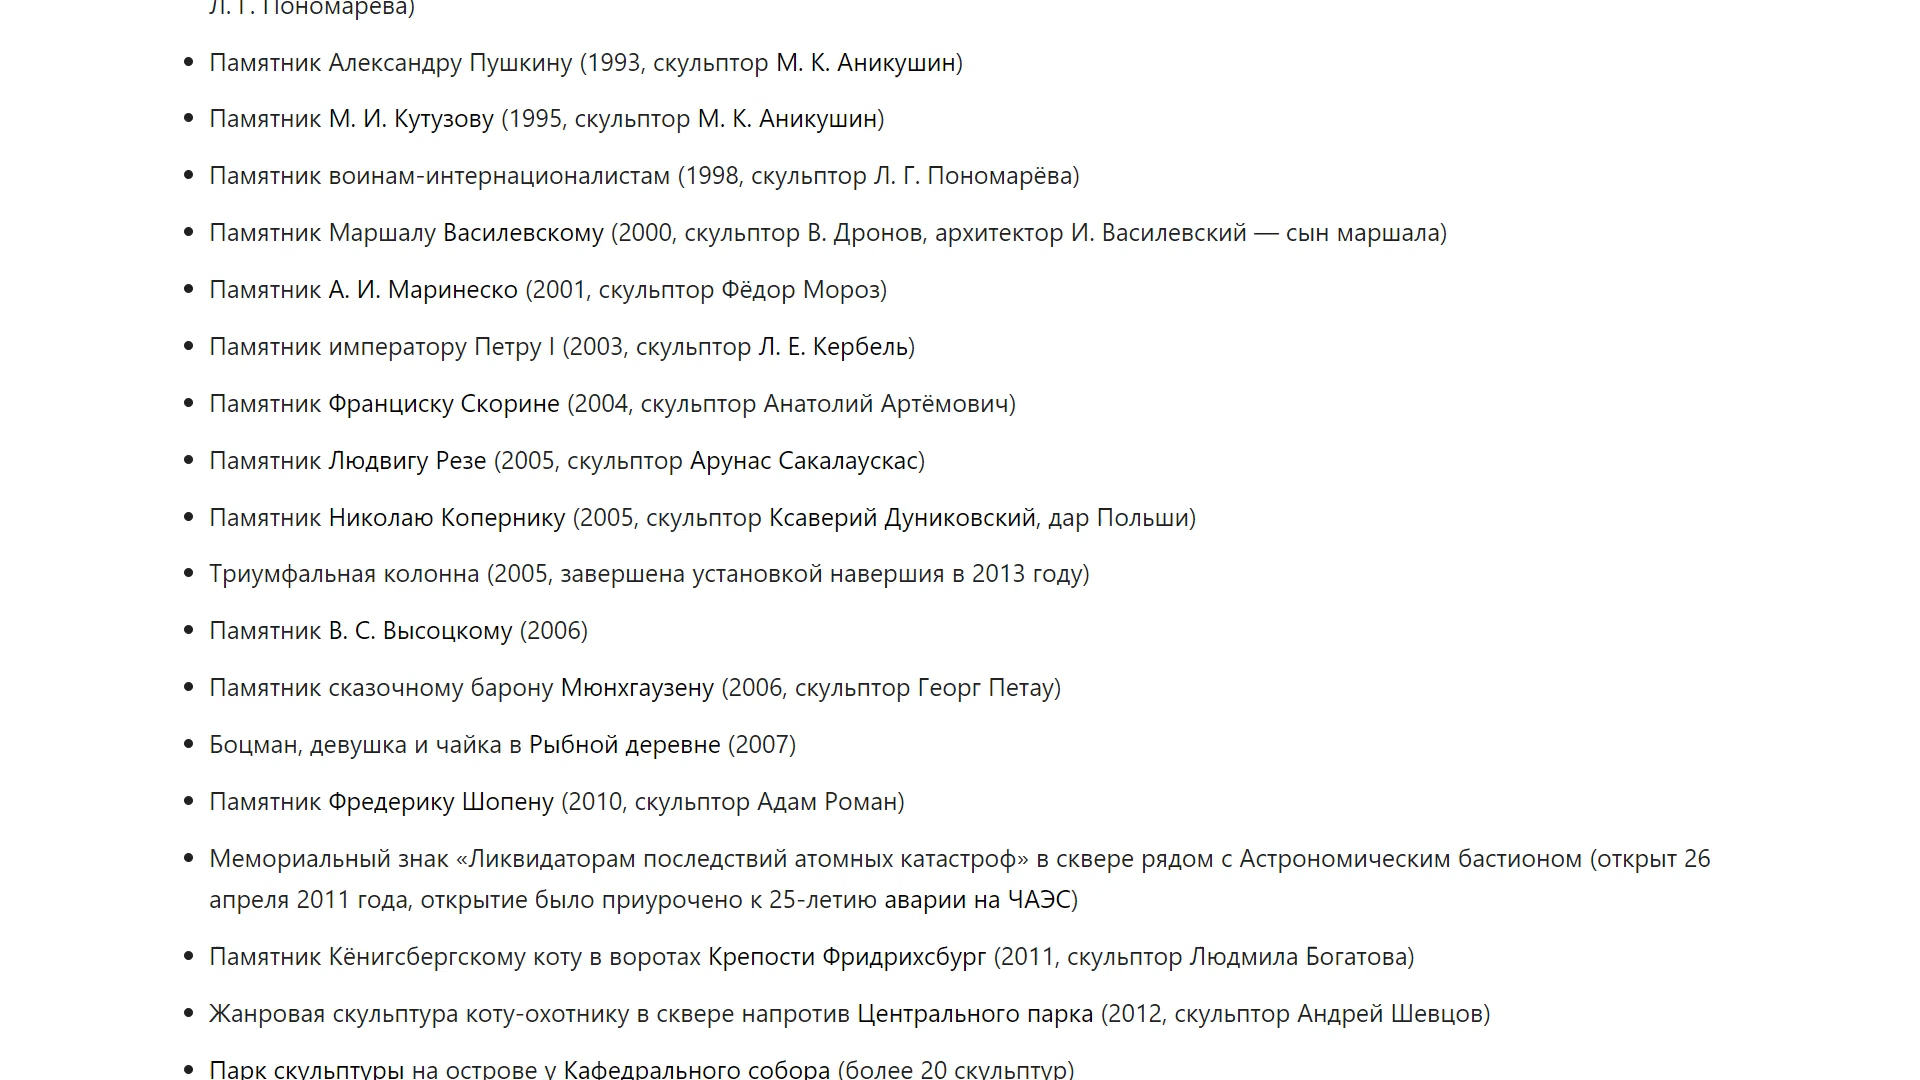 Л. Г. Пономарёва)
Памятник Александру Пушкину (1993, скульптор М. К. Аникушин)
Памятник М. И. Кутузову (1995, скульптор М. К. Аникушин)
Памятник воинам-интернационалистам (1998, скульптор Л. Г. Пономарёва)
Памятник Маршалу Василевскому (2000, скульптор В. Дронов, архитектор И. Василевский — сын маршала)
Памятник А. И. Маринеско (2001, скульптор Фёдор Мороз)
Памятник императору Петру I (2003, скульптор Л. Е. Кербель)
Памятник Франциску Скорине (2004, скульптор Анатолий Артёмович)
Памятник Людвигу Резе (2005, скульптор Арунас Сакалаускас)
Памятник Николаю Копернику (2005, скульптор Ксаверий Дуниковский, дар Польши)
Триумфальная колонна (2005, завершена установкой навершия в 2013 году)
Памятник В. С. Высоцкому (2006)
Памятник сказочному барону Мюнхгаузену (2006, скульптор Георг Петау)
Боцман, девушка и чайка в Рыбной деревне (2007)
Памятник Фредерику Шопену (2010, скульптор Адам Роман)
Мемориальный знак «Ликвидаторам последствий атомных катастроф» в сквере рядом с Астрономическим бастионом (открыт 26
апреля 2011 года, открытие было приурочено к 25-летию аварии на ЧАЭС)
Памятник Кёнигсбергскому коту в воротах Крепости Фридрихсбург (2011, скульптор Людмила Богатова)
Жанровая скульптура коту-охотнику в сквере напротив Центрального парка (2012, скульптор Андрей Шевцов)
Парк скульптуры на острове у Кафедрального собора (более 20 скульптур)